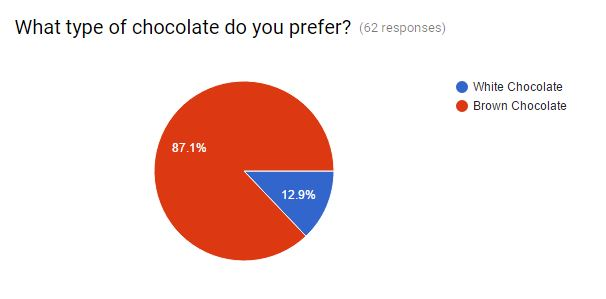 What type of chocolate do you prefer? (62 responses)
White Chocolate
Brown Chocolate
87.1%
12.9%